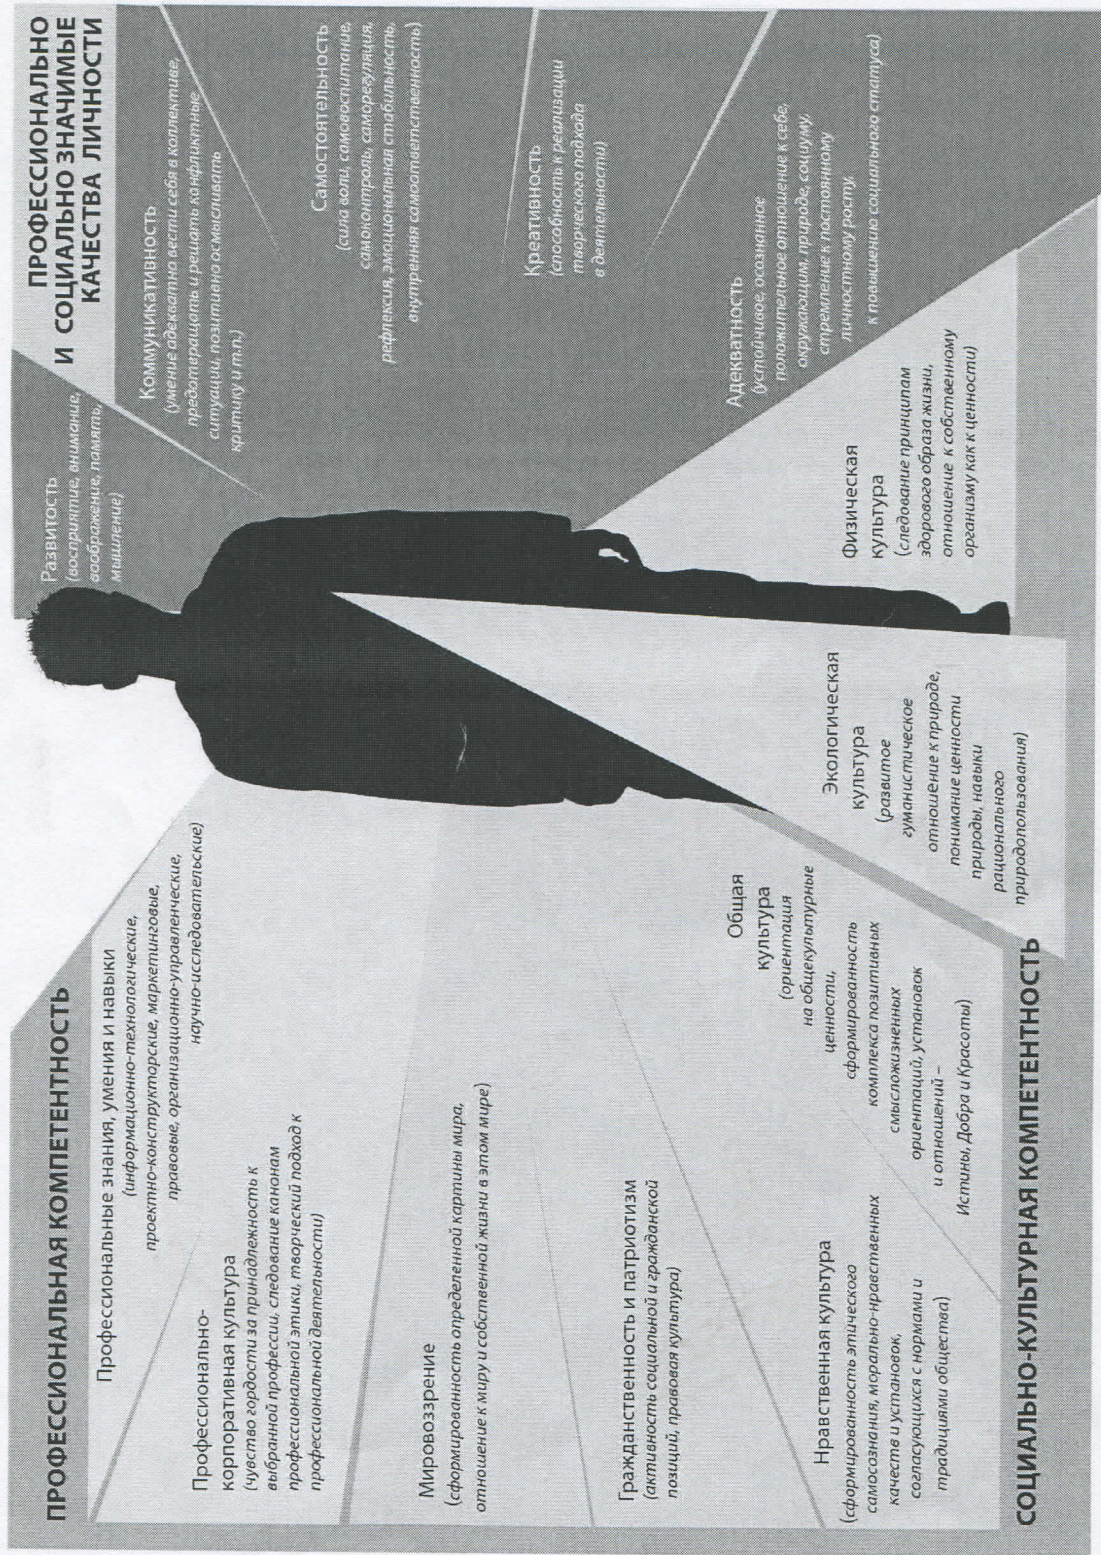 ПРОФЕССИОНАЛЬНАЯ КОМПЕТЕНТНОСТЬ
Профессиональные знания, умения и навыки
(информационно-технологические,
проектно-конструкторские, маркетинговые,
правовые, организационно-управленческие,
научно-исследовательские)
Профессионально-
корпоративная культура
(чувство гордости за принадлежность к
выбранной профессии, следование канонам
профессиональной этики, творческий подход к
профессиональной деятельности)
Мировоззрение
(сформированность определенной картины мира,
отношение к миру и собственной жизни в этом мире)
Гражданственность и патриотизм
(активность социальной и гражданской
позиций, правовая культура)
Нравственная культура
(сформированность этического
самосознания, морально-нравственных
качеств и установок,
согласующихся с нормами и
традициями общества)
Общая
культура
(ориентация
на общекультурные
ценности,
сформированность
комплекса позитивных
смысложизненных
ориентаций, установок
и отношений –
Истины, Добра и Красоты)
СОЦИАЛЬНО-КУЛЬТУРНАЯ КОМПЕТЕНТНОСТЬ
Экологическая
культура
(развитое
гуманистическое
отношение к природе,
понимание ценности
природы, навыки
рационального
природопользования)
Физическая
культура
(следование принципам
здорового образа жизни,
отношение к собственному
организму как к ценности)
ПРОФЕССИОНАЛЬНО
И СОЦИАЛЬНО ЗНАЧИМЫЕ
КАЧЕСТВА ЛИЧНОСТИ
Развитость
(восприятие, внимание,
воображение, память,
мышление)
Коммуникативность
(умение адекватно вести себя в коллективе,
предотвращать и решать конфликтные
ситуации, позитивно осмысливать
критику и т.п.)
Самостоятельность
(сила воли, самовоспитание,
самоконтроль, саморегуляция,
рефлексия, эмоциональная стабильность,
внутренняя самоответственность)
Креативность
(способность к реализации
творческого подхода
в деятельности)
Адекватность
(устойчивое, осознанное
положительное отношение к себе,
окружающим, природе, социуму,
стремление к постоянному
личностному росту,
к повышению социального статуса)